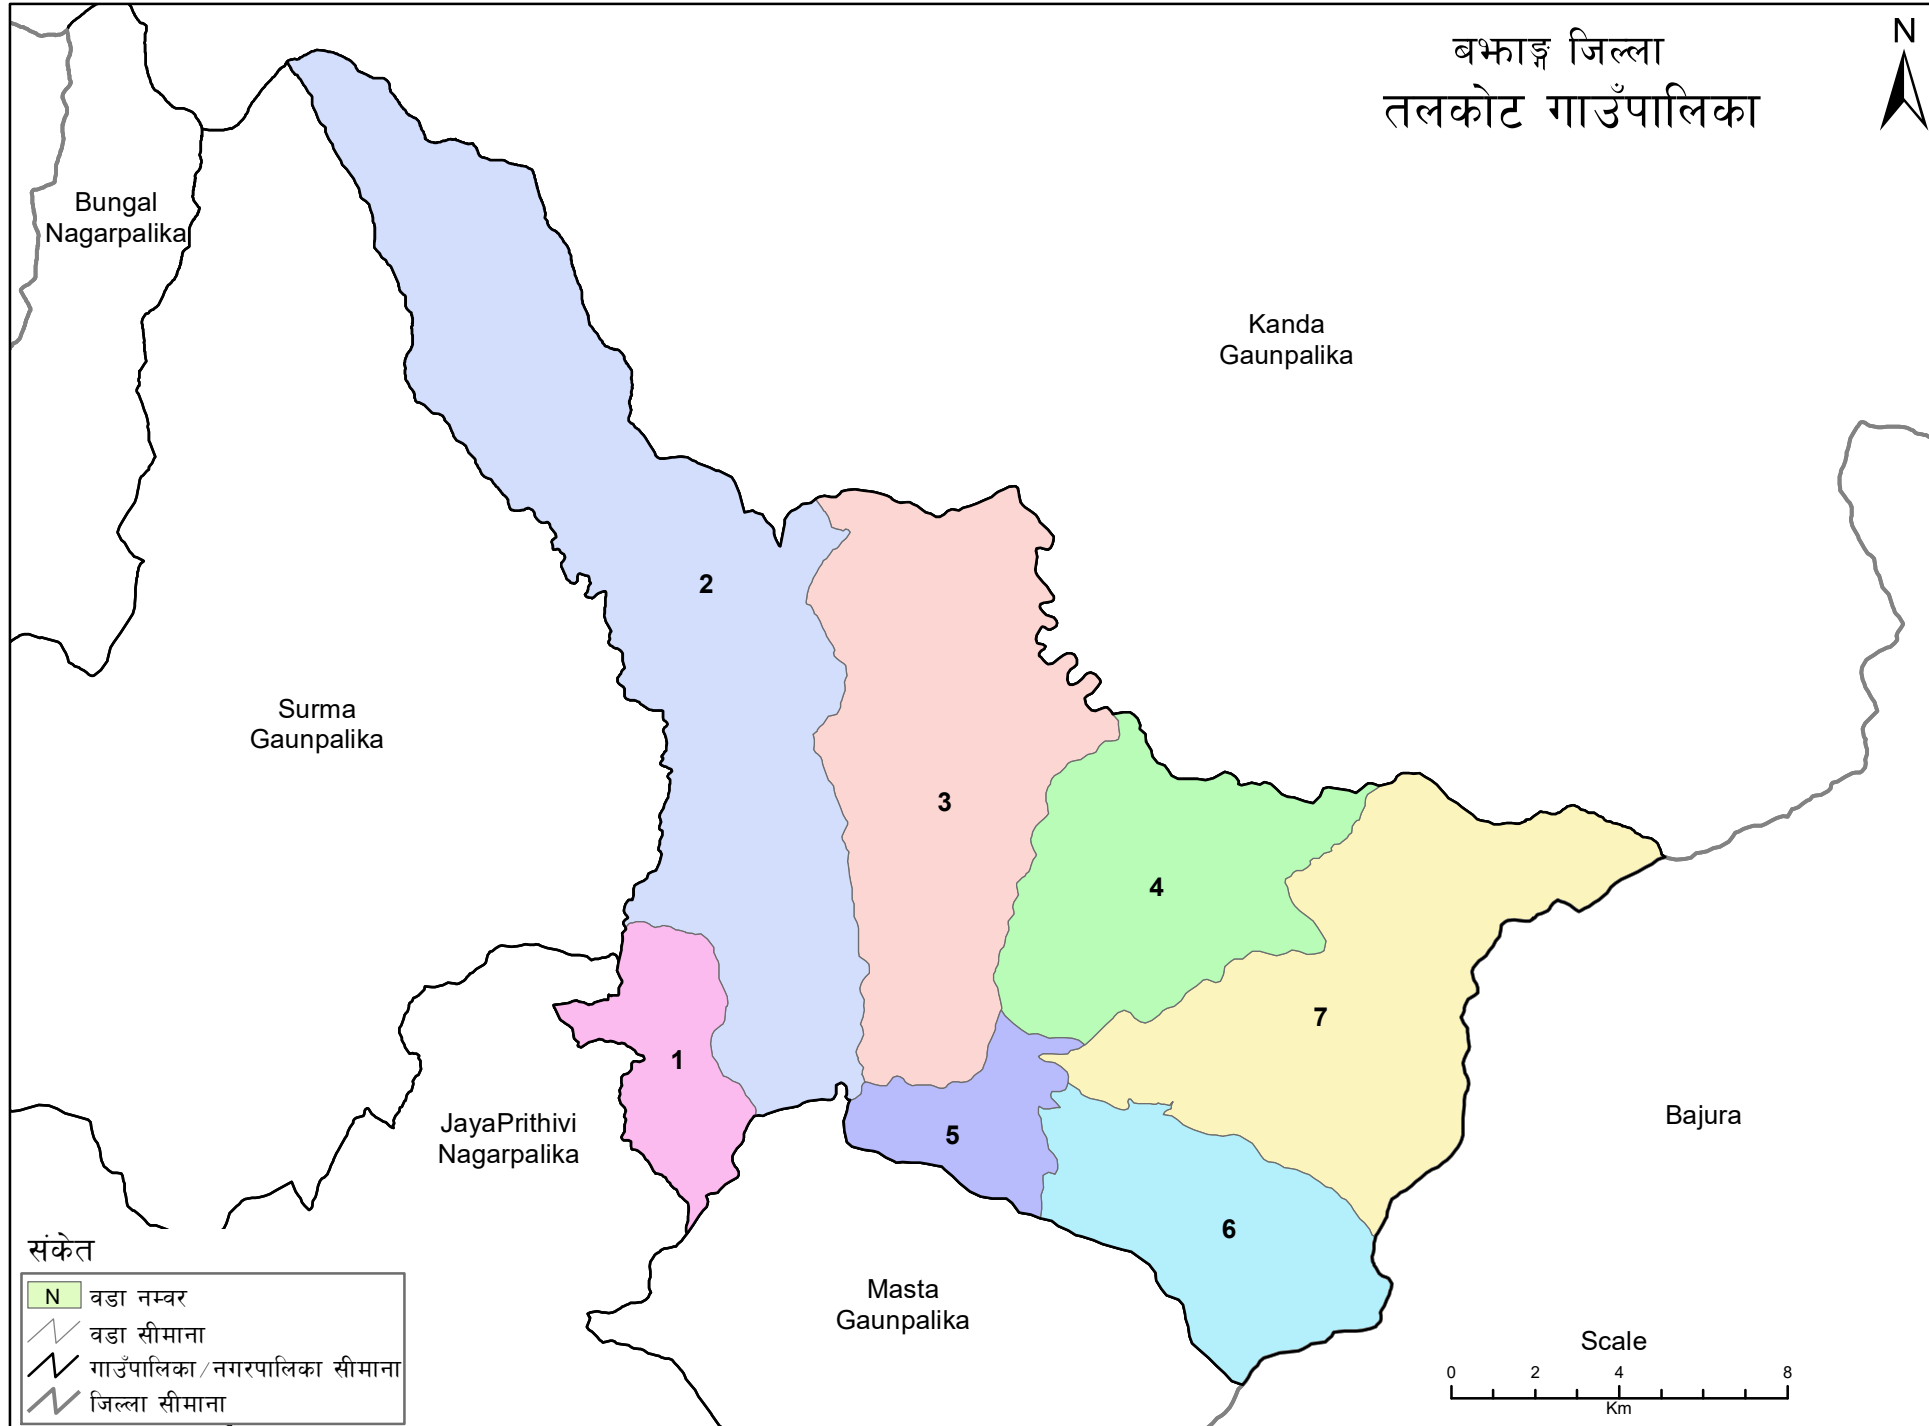 बझाङ्ग जिल्ला
तलकोट गाउँपालिका
N
Bungal
Nagarpalika
Kanda
Gaunpalika
2
Surma
Gaunpalika
3
4
7
1
JayaPrithivi
Nagarpalika
5
Bajura
6
Masta
Gaunpalika
संकेत
N वडा नम्वर
वडा सीमाना
गाउँपालिका/नगरपालिका सीमाना
जिल्ला सीमाना
Scale
0 2 4 8
Km